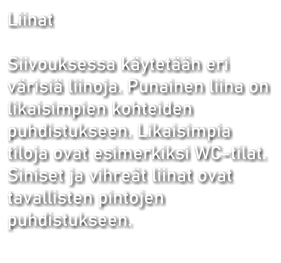 Liinat

Siivouksessa käytetään eri
värisiä liinoja. Punainen liina on
likaisimpien kohteiden
puhdistukseen. Likaisimpia
tiloja ovat esimerkiksi WC-tilat.
Siniset ja vihreät liinat ovat
tavallisten pintojen
puhdistukseen.